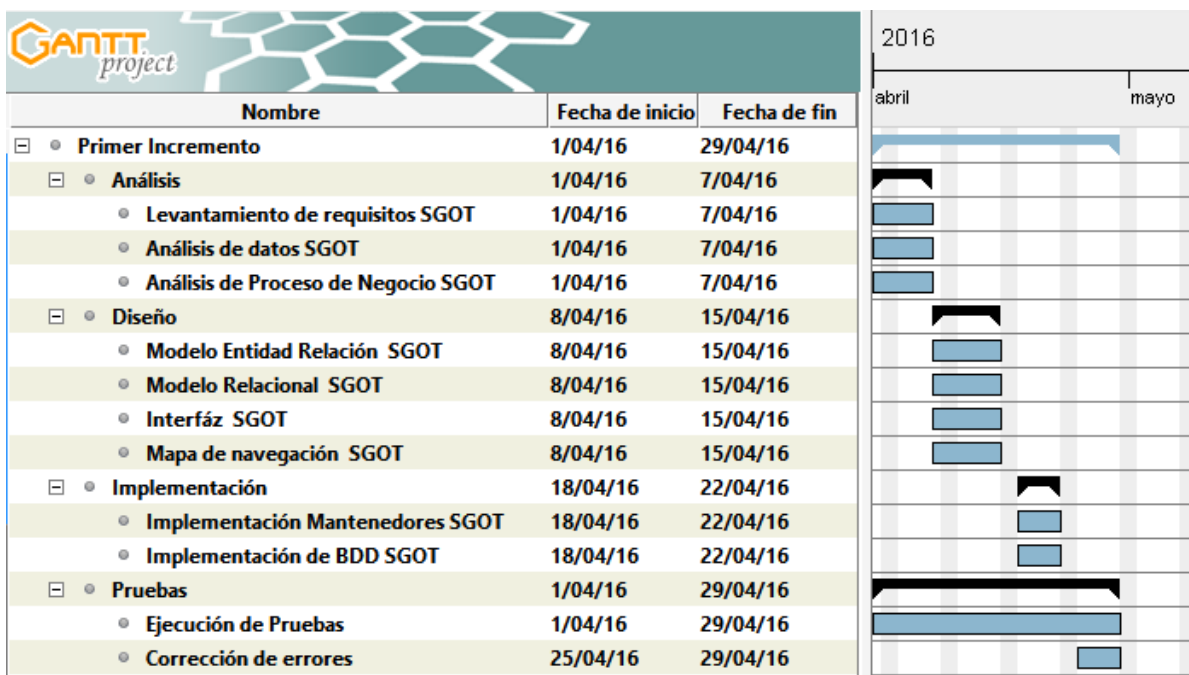 GANTT
project
2016
abril mayo
Nombre Fecha de inicio Fecha de fin
Primer Incremento 1/04/16 29/04/16
Análisis 1/04/16 7/04/16
Levantamiento de requisitos SGOT 1/04/16 7/04/16
Análisis de datos SGOT 1/04/16 7/04/16
Análisis de Proceso de Negocio SGOT 1/04/16 7/04/16
Diseño 8/04/16 15/04/16
Modelo Entidad Relación SGOT 8/04/16 15/04/16
Modelo Relacional SGOT 8/04/16 15/04/16
Interfáz SGOT 8/04/16 15/04/16
Mapa de navegación SGOT 8/04/16 15/04/16
Implementación 18/04/16 22/04/16
Implementación Mantenedores SGOT 18/04/16 22/04/16
Implementación de BDD SGOT 18/04/16 22/04/16
Pruebas 1/04/16 29/04/16
Ejecución de Pruebas 1/04/16 29/04/16
Corrección de errores 25/04/16 29/04/16